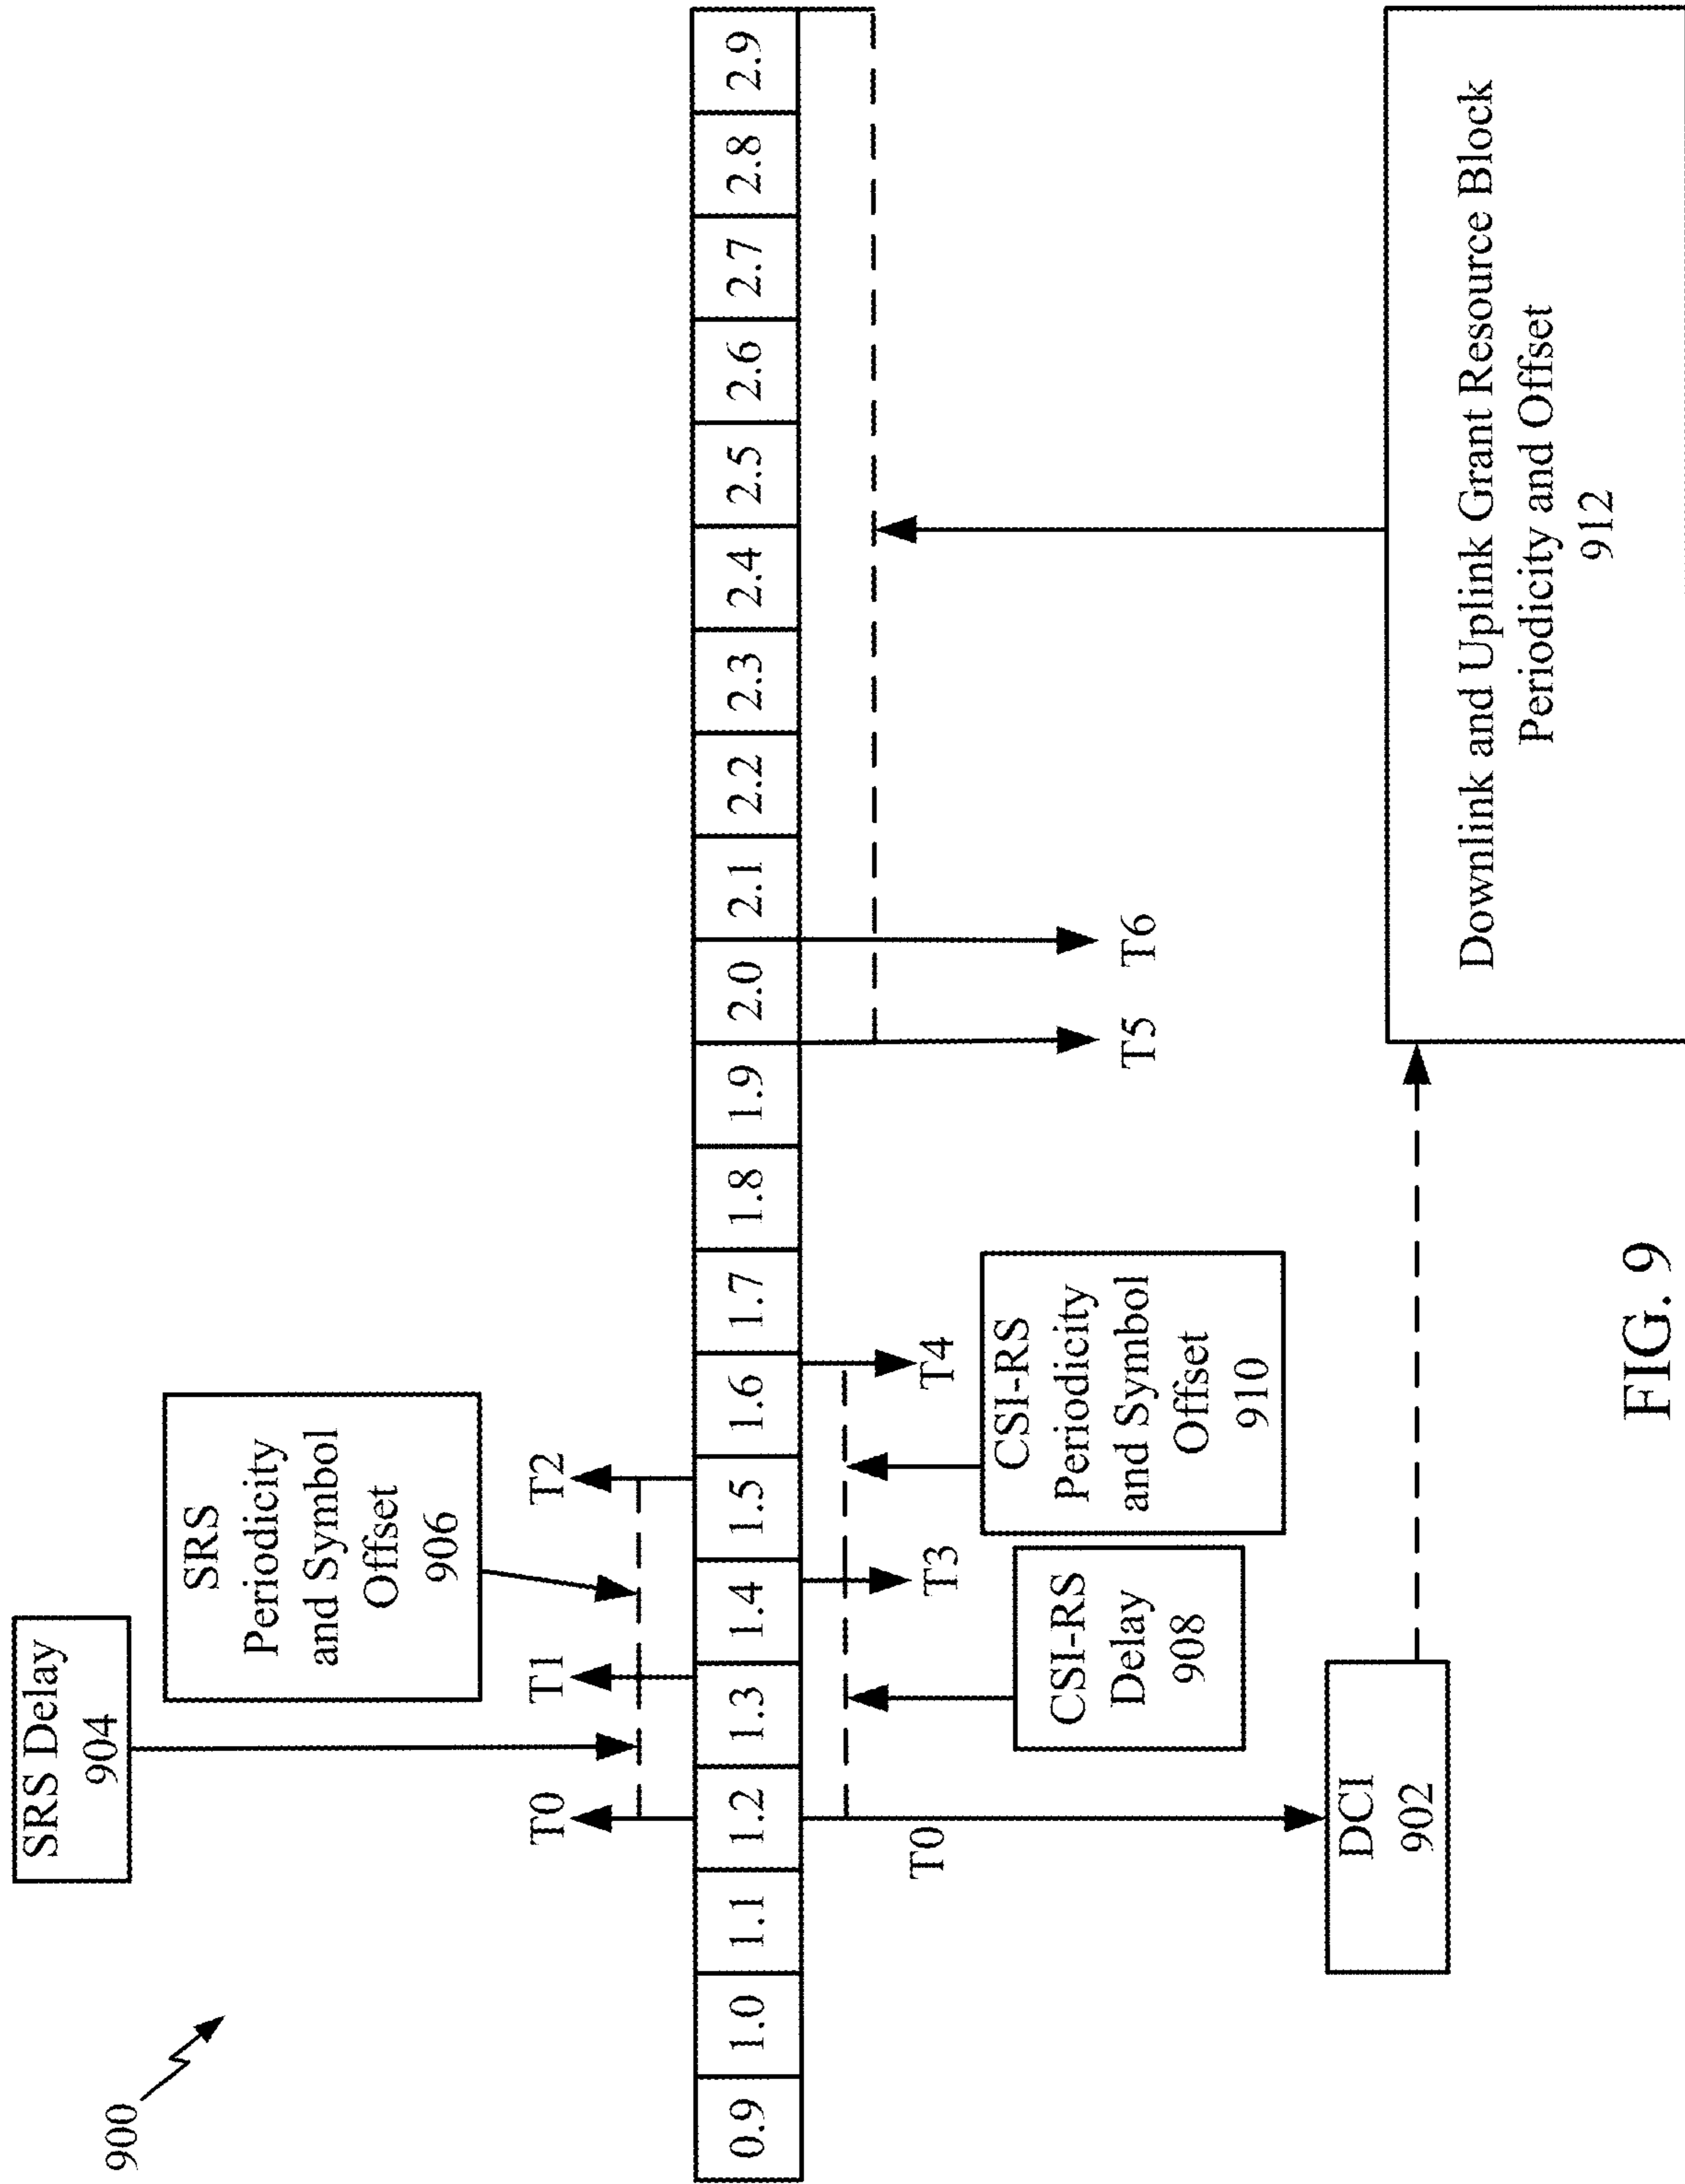 900
SRS Delay
904
SRS
Periodicity
and Symbol
Offset
906
T0
T1
T2
0.9
1.0
1.1
1.2
1.3
1.4
1.5
1.6
1.7
1.8
1.9
2.0
2.1
2.2
2.3
2.4
2.5
2.6
2.7
2.8
2.9
T0
T3
T4
T5
T6
CSI-RS
Delay
908
CSI-RS
Periodicity
and Symbol
Offset
910
DCI
902
Downlink and Uplink Grant Resource Block
Periodicity and Offset
912
FIG. 9